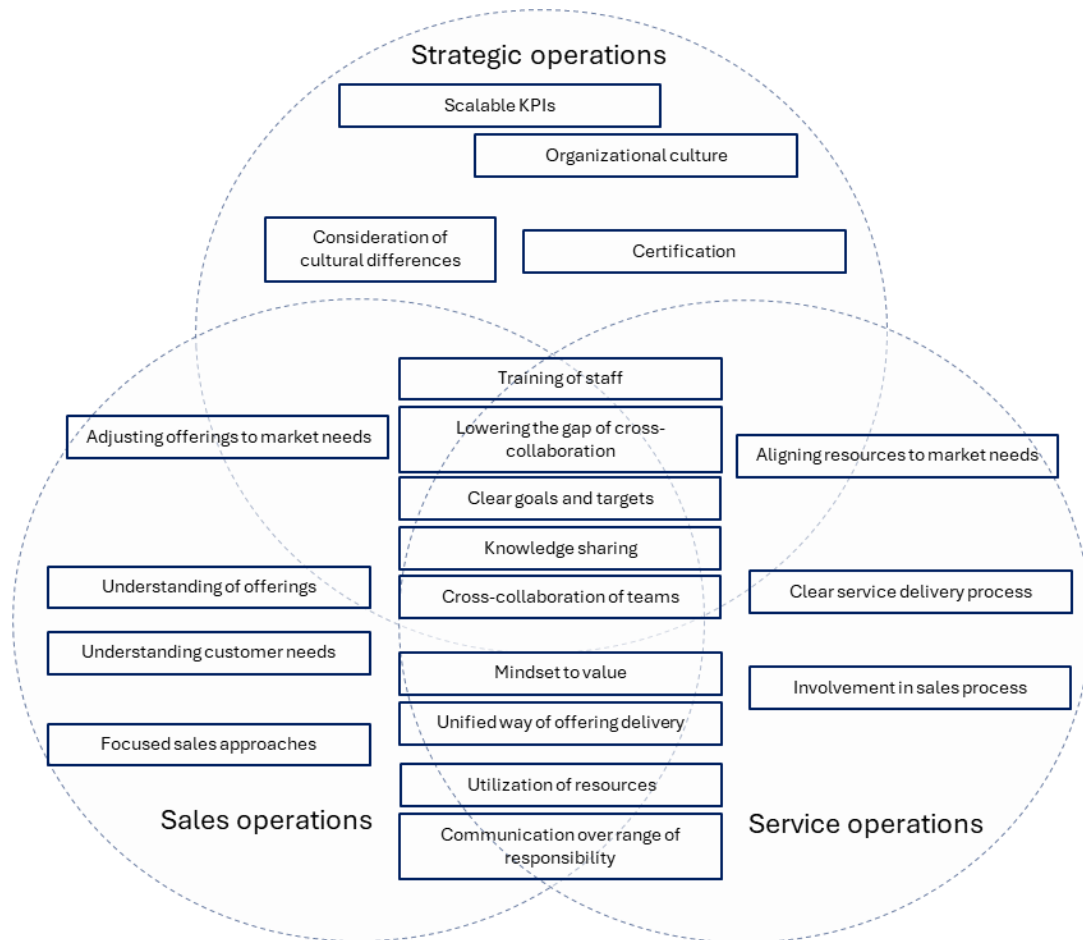 Strategic operations
Scalable KPIs
Organizational culture
Consideration of
cultural differences
Certification
Training of staff
Adjusting offerings to market needs
Lowering the gap of cross-
collaboration
Aligning resources to market needs
Clear goals and targets
Knowledge sharing
Understanding of offerings
Cross-collaboration of teams
Clear service delivery process
Understanding customer needs
Mindset to value
Involvement in sales process
Unified way of offering delivery
Focused sales approaches
Utilization of resources
Sales operations
Communication over range of
responsibility
Service operations